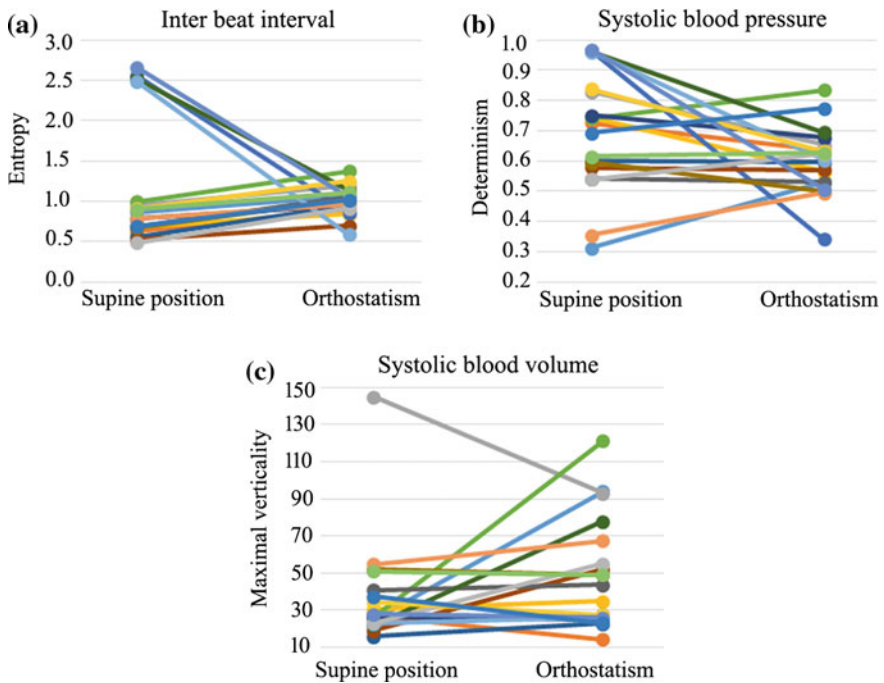 (a) Inter beat interval
3.0
2.5
2.0
1.5
1.0
0.5
0.0
Entropy
Supine position Orthostatism
(b) Systolic blood pressure
1.0
0.9
0.8
0.7
0.6
0.5
0.4
0.3
0.2
Determinism
Supine position Orthostatism
(c) Systolic blood volume
150
130
110
90
70
50
30
10
Maximal verticality
Supine position Orthostatism